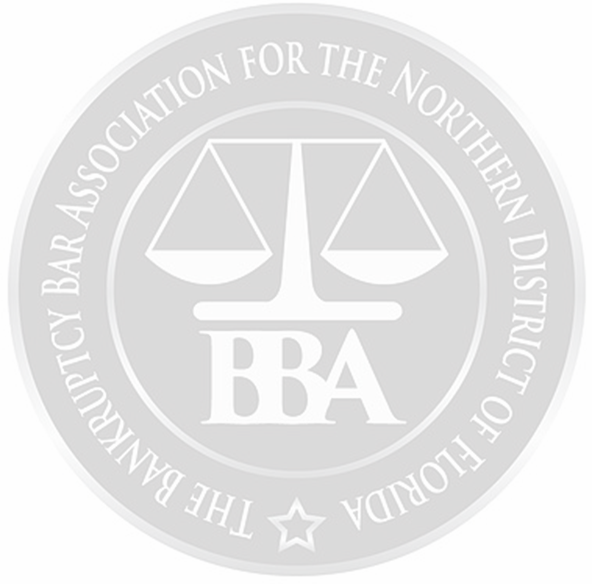 THE BANKRUPTCY BAR ASSOCIATION FOR THE NORTHERN DISTRICT OF FLORIDA
BBA